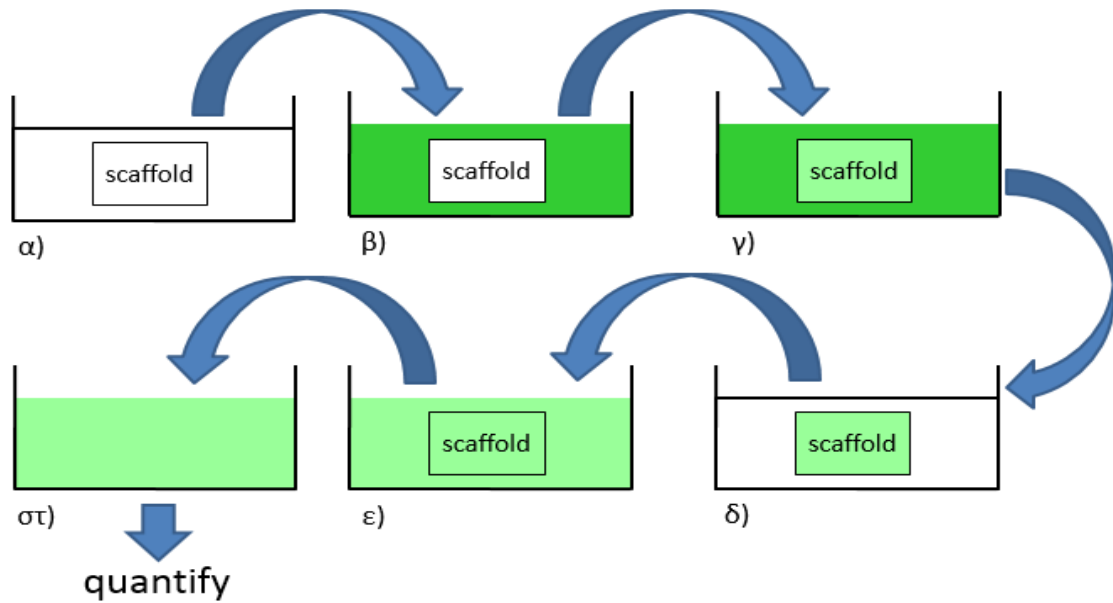 scaffold
scaffold
scaffold
α)
β)
γ)
scaffold
scaffold
στ)
ε)
δ)
quantify